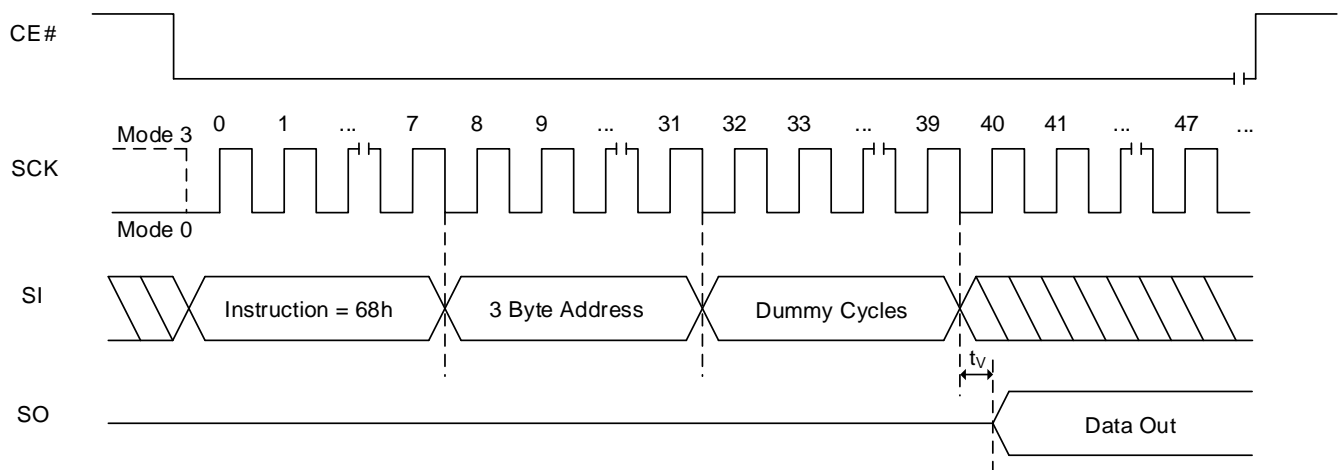 CE#
Mode 3 0 1 ... 7 8 9 ... 31 32 33 ... 39 40 41 ... 47 ...
SCK
Mode 0
SI Instruction = 68h 3 Byte Address Dummy Cycles
tV
SO Data Out